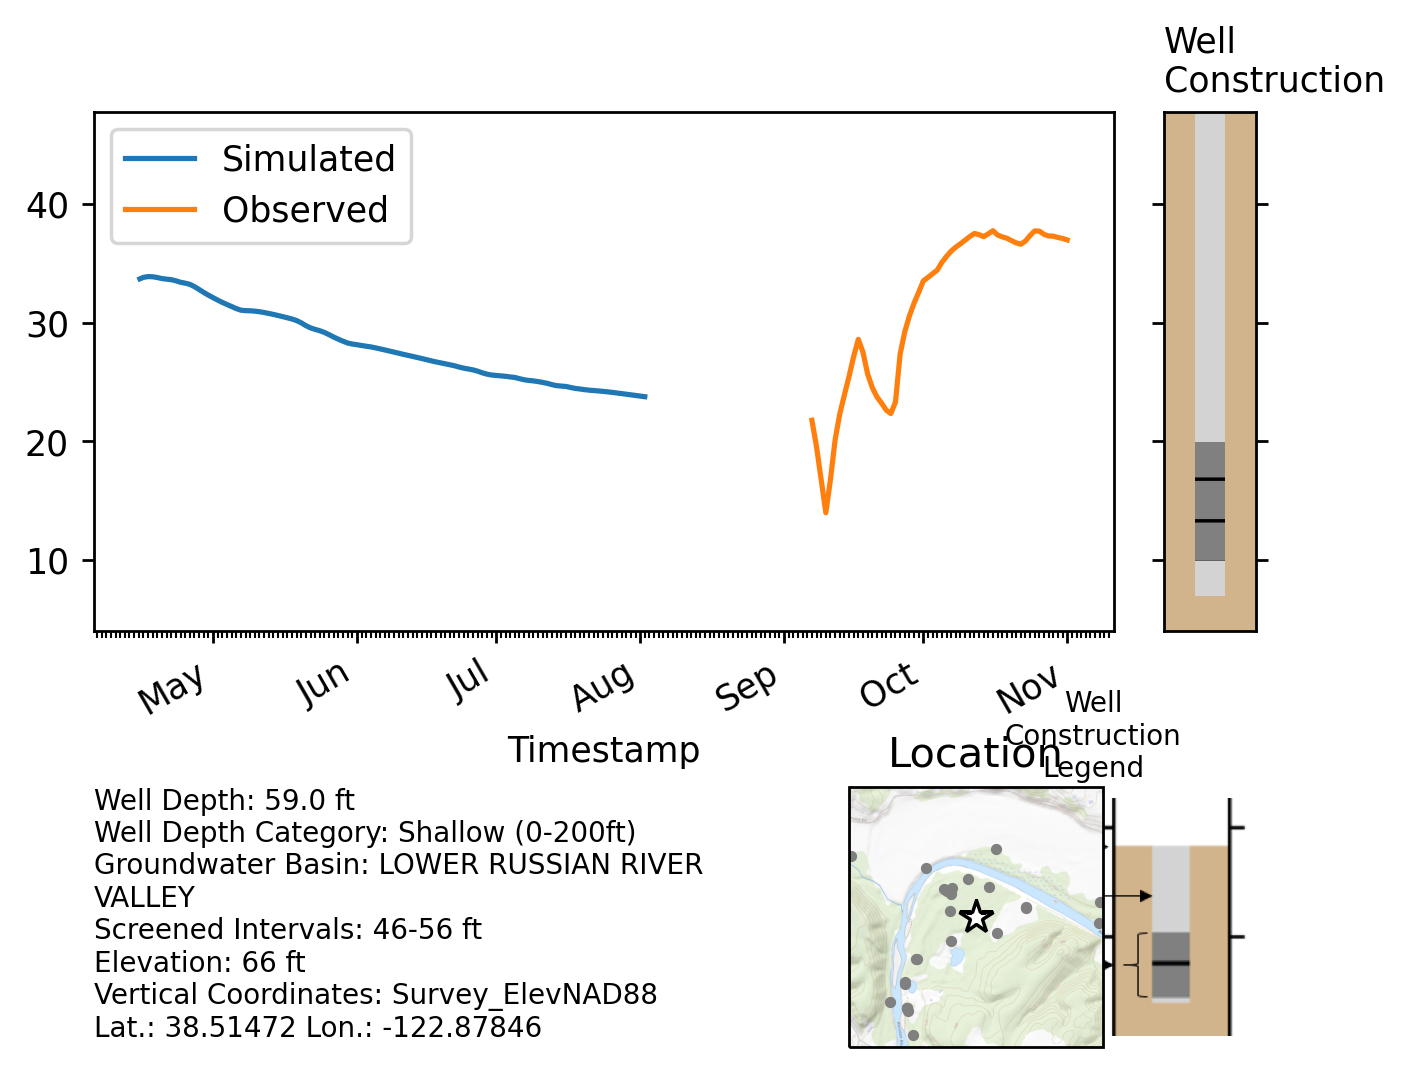 Well
Construction
Simulated
Observed
40
30
20
10
May
Jun
Jul
Aug
Sep
Oct
Nov
Timestamp
Well
Construction
Legend
Location
Well Depth: 59.0 ft
Well Depth Category: Shallow (0-200ft)
Groundwater Basin: LOWER RUSSIAN RIVER
VALLEY
Screened Intervals: 46-56 ft
Elevation: 66 ft
Vertical Coordinates: Survey_ElevNAD88
Lat.: 38.51472 Lon.: -122.87846